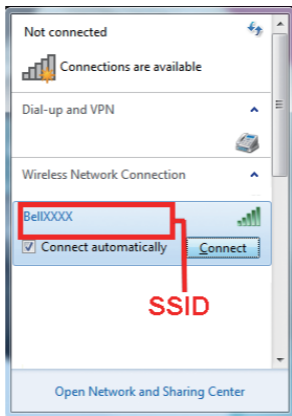 Not connected
Connections are available
Dial-up and VPN
Wireless Network Connection
BellXXXX
Connect automatically
Connect
SSID
Open Network and Sharing Center